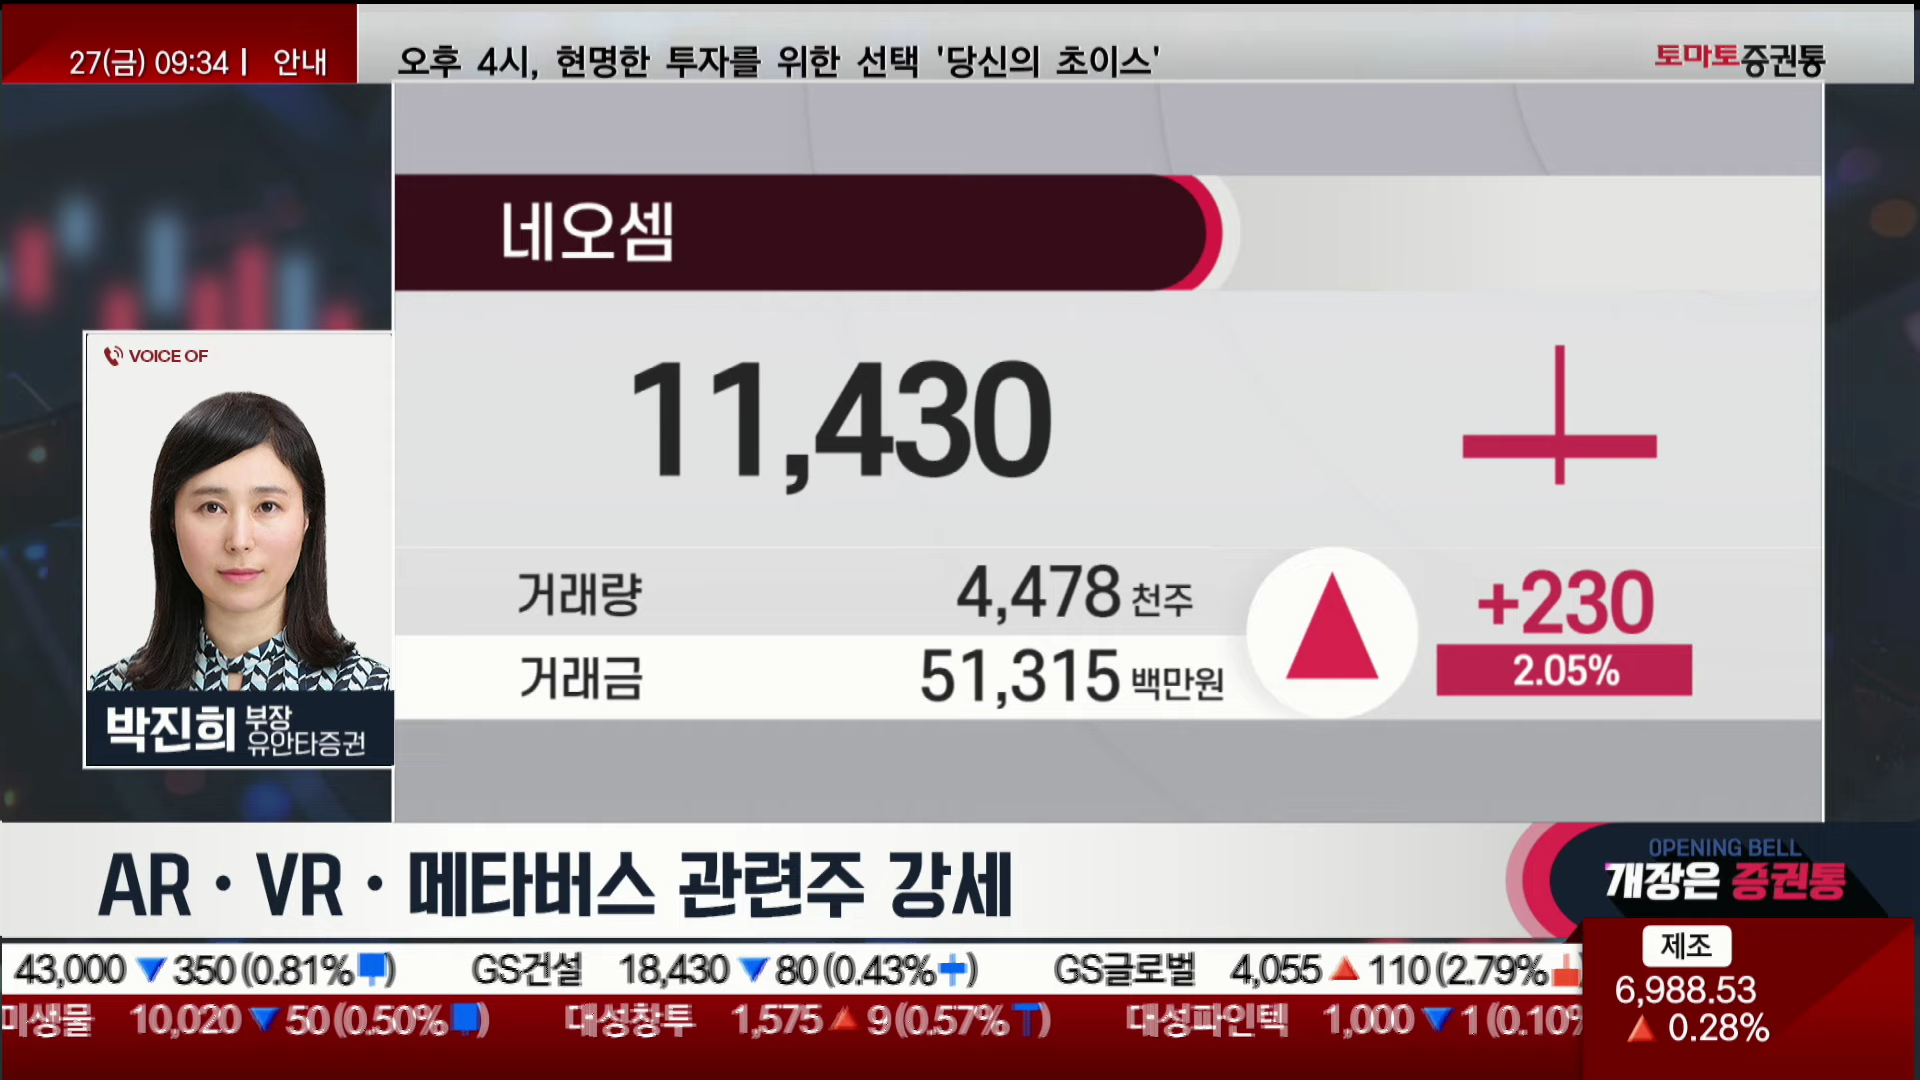 27(금) 09:34 | 안내
오후 4시, 현명한 투자를 위한 선택 '당신의 초이스'
토마토증권통
네오셈
11,430
거래량 4,478 천주
거래금 51,315 백만원
+230
2.05%
VOICE OF
박진희 부장
유안타증권
AR · VR · 메타버스 관련주 강세
OPENING BELL
개장은 증권통
43,000 ▼ 350 (0.81%) GS건설 18,430 ▼ 80 (0.43%) GS글로벌 4,055 ▲ 110 (2.79%
미생물 10,020 ▼ 50 (0.50%) 대성창투 1,575 ▲ 9 (0.57%) 대성파인텍 1,000 ▼ 1 (0.10%
제조
6,988.53
▲ 0.28%